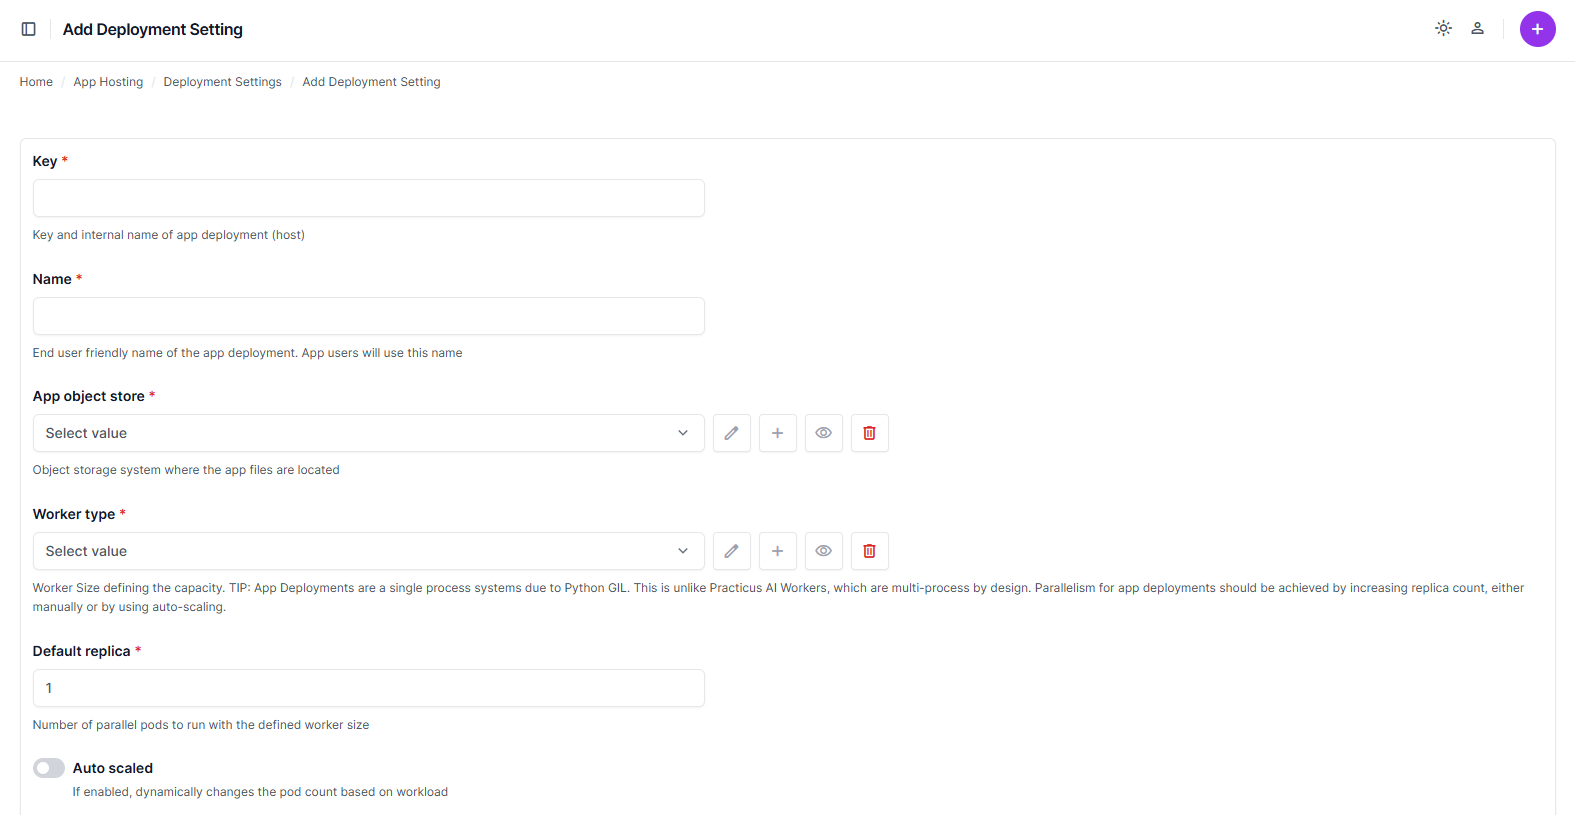 Add Deployment Setting
Home / App Hosting / Deployment Settings / Add Deployment Setting
Key *
Key and internal name of app deployment (host)
Name *
End user friendly name of the app deployment. App users will use this name
App object store *
Select value
Object storage system where the app files are located
Worker type *
Select value
Worker Size defining the capacity. TIP: App Deployments are a single process systems due to Python GIL. This is unlike Practicus AI Workers, which are multi-process by design. Parallelism for app deployments should be achieved by increasing replica count, either
manually or by using auto-scaling.
Default replica *
1
Number of parallel pods to run with the defined worker size
Auto scaled
If enabled, dynamically changes the pod count based on workload